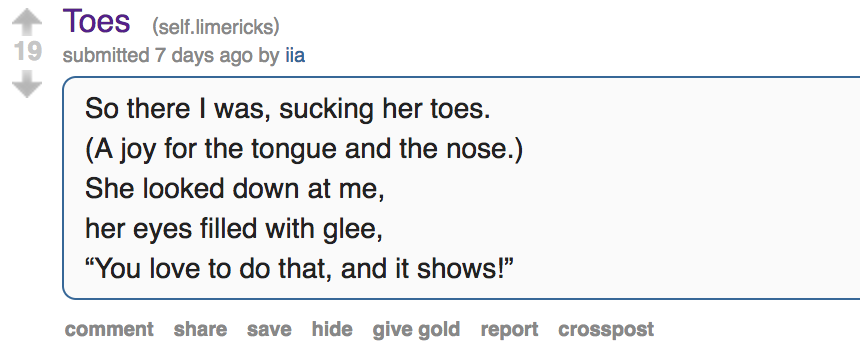 Toes (self.limericks)
19
submitted 7 days ago by iia
So there I was, sucking her toes.
(A joy for the tongue and the nose.)
She looked down at me,
her eyes filled with glee,
“You love to do that, and it shows!”
comment share save hide give gold report crosspost